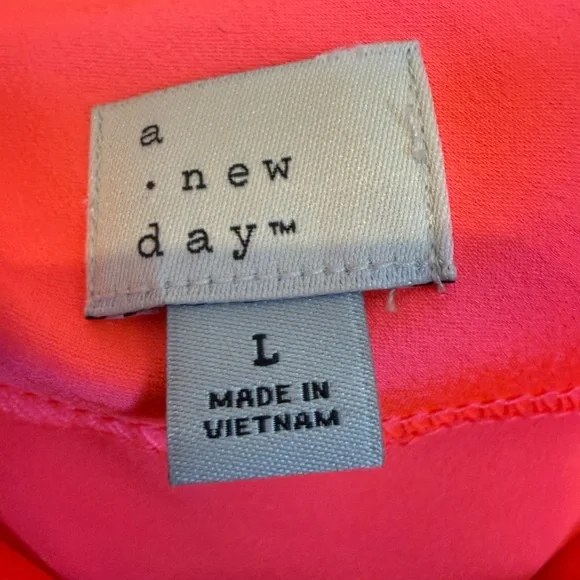 a
. new
day™
L
MADE IN
VIETNAM